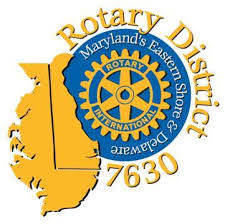 Rotary District
7630
Maryland's Eastern Shore & Delaware
ROTARY
INTERNATIONAL